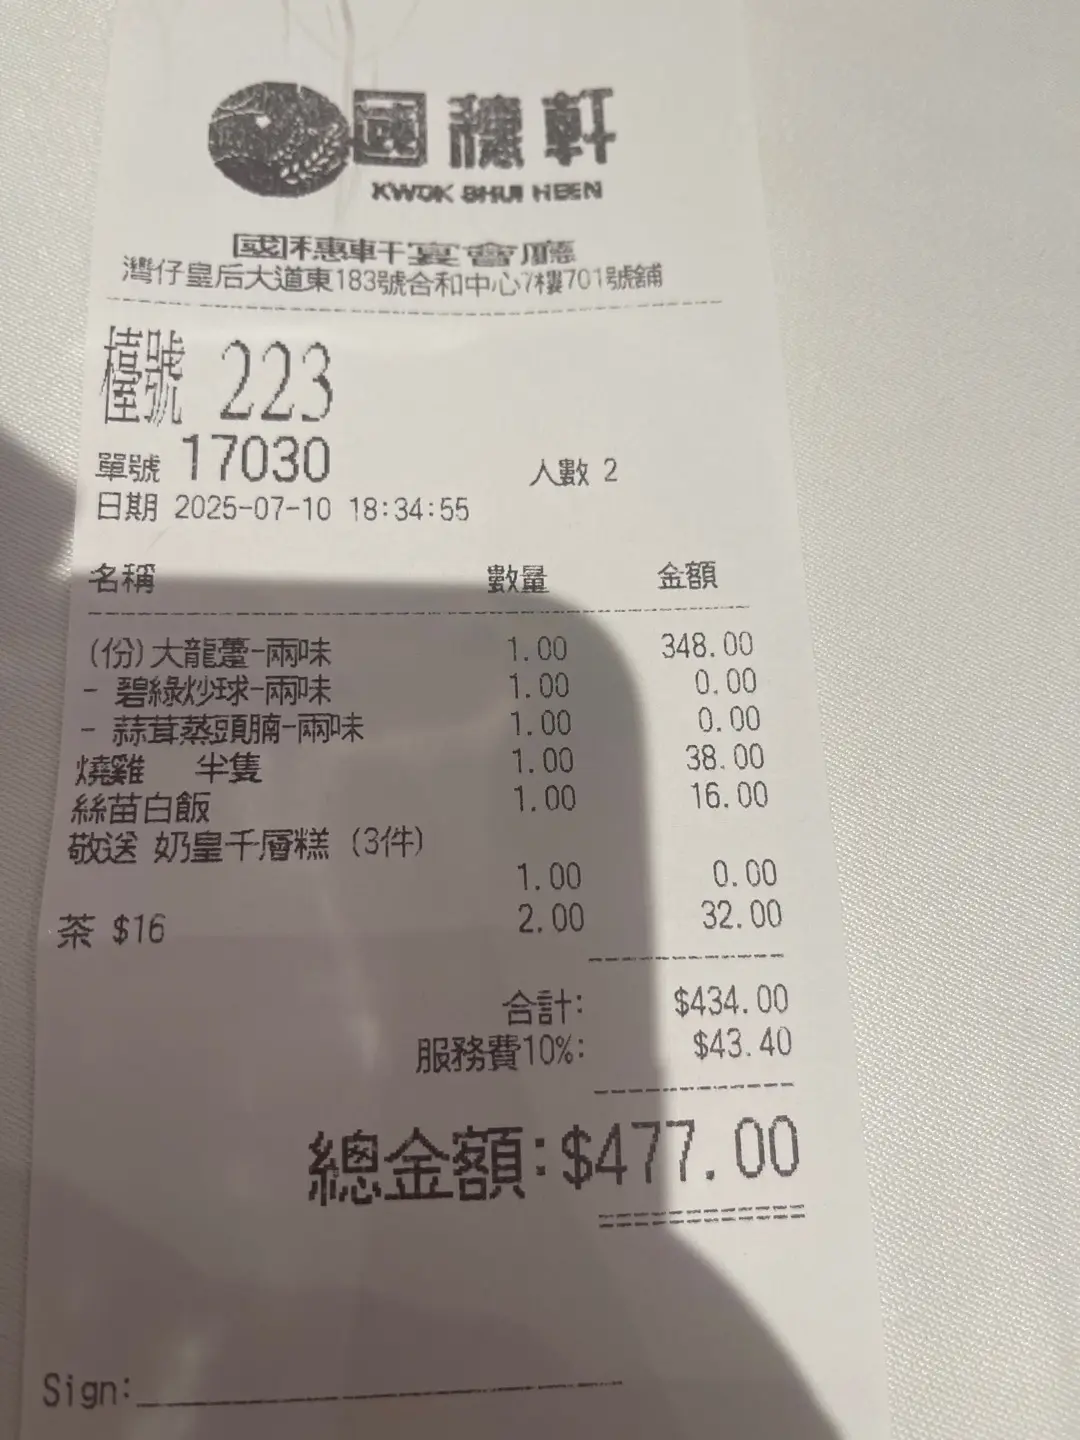 國穗軒
KWOK SHUI HEEN
國穗軒宴會廳
灣仔皇后大道東183號合和中心7樓701號舖
檯號 223
單號 17030 人數 2
日期 2025-07-10 18:34:55
名稱 數量 金額
(份)大龍躉-兩味 1.00 348.00
- 碧綠炒球-兩味 1.00 0.00
- 蒜茸蒸頭腩-兩味 1.00 0.00
燒雞 半隻 1.00 38.00
絲苗白飯 1.00 16.00
敬送 奶皇千層糕 (3件)
1.00 0.00
茶 $16 2.00 32.00
合計: $434.00
服務費10%: $43.40
總金額:$477.00
Sign: